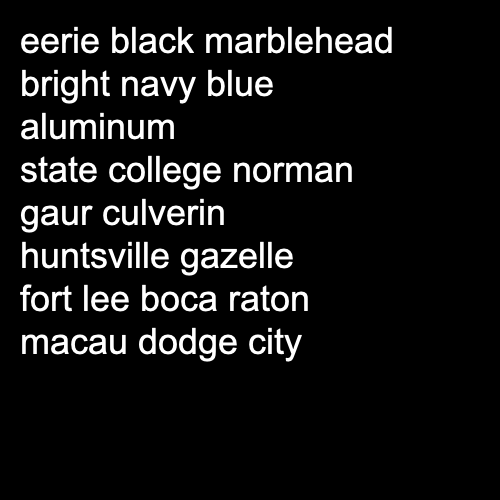 eerie black marblehead
bright navy blue
aluminum
state college norman
gaur culverin
huntsville gazelle
fort lee boca raton
macau dodge city